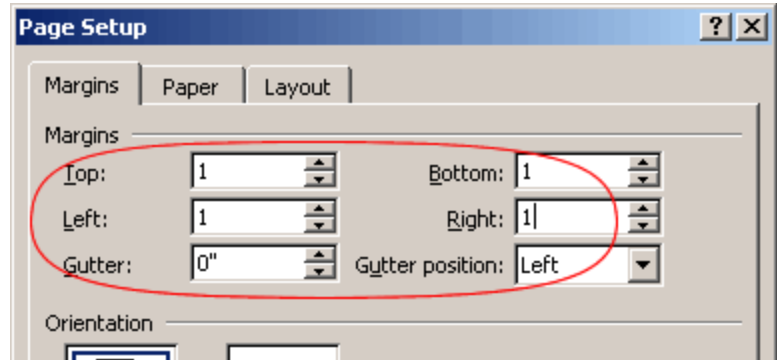 Page Setup ? X
Margins Paper Layout
Margins
Top: 1 Bottom: 1
Left: 1 Right: 1
Gutter: 0" Gutter position: Left
Orientation